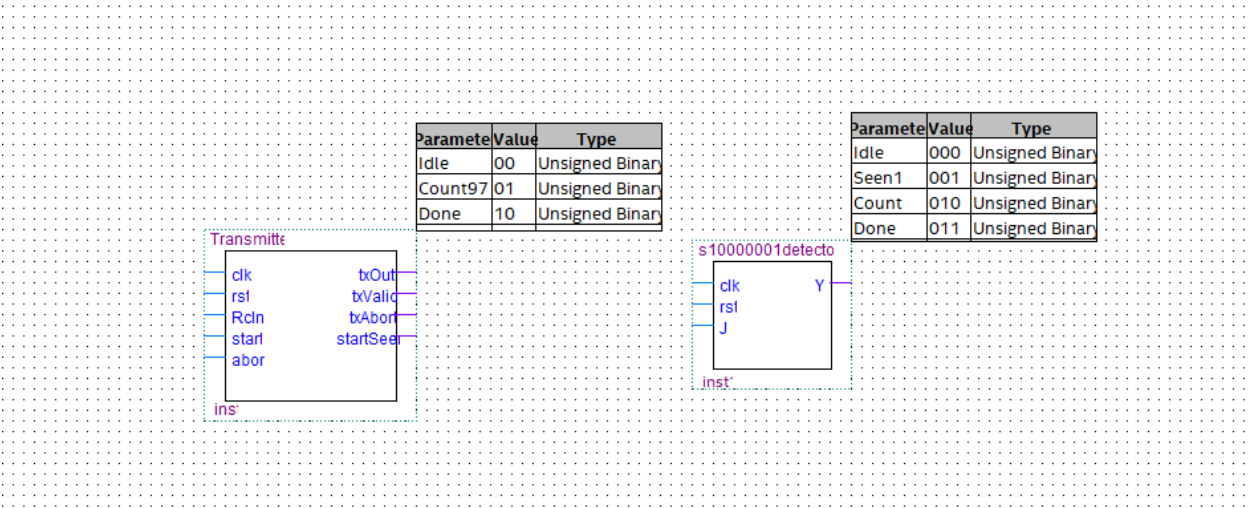 Paramete Value Type
Idle 00 Unsigned Binary
Count97 01 Unsigned Binary
Done 10 Unsigned Binary
Transmitte
clk txOut
rst txValid
RcIn txAbort
start startSeer
abor
ins
Paramete Value Type
Idle 000 Unsigned Binary
Seen1 001 Unsigned Binary
Count 010 Unsigned Binary
Done 011 Unsigned Binary
s10000001detecto
clk Y
rst
J
inst